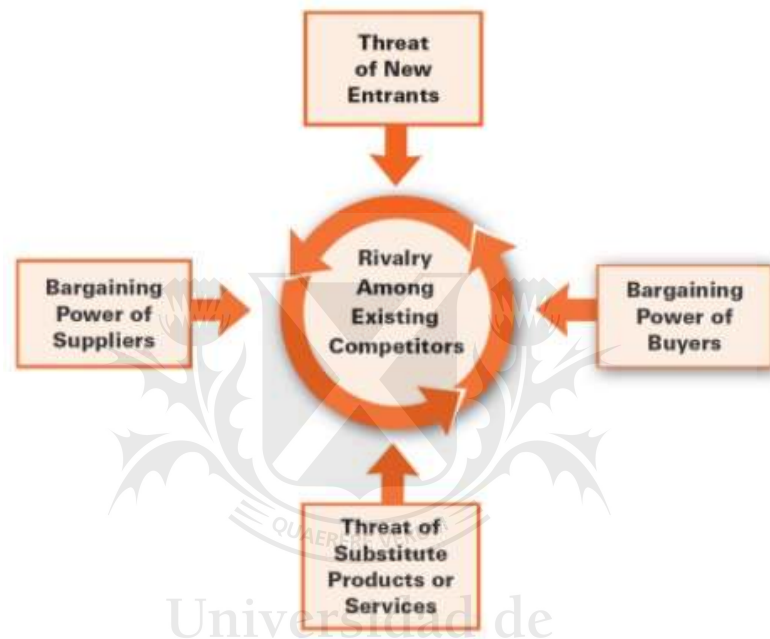 Threat
of New
Entrants
Bargaining
Power of
Suppliers
Rivalry
Among
Existing
Competitors
Bargaining
Power of
Buyers
Threat of
Substitute
Products or
Services
QUAERERE VERUM
Universidad de